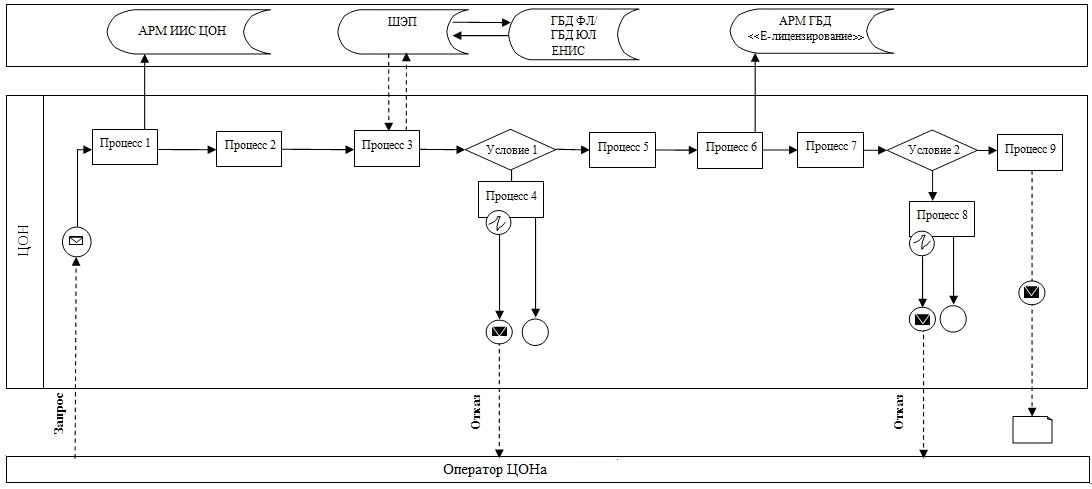 АРМ ИИС ЦОН
ШЭП
ГБД ФЛ/
ГБД ЮЛ
ЕНИС
АРМ ГБД
<<Е-лицензирование>>
ЦОН
Процесс 1
Процесс 2
Процесс 3
Условие 1
Процесс 5
Процесс 6
Процесс 7
Условие 2
Процесс 9
Процесс 4
Процесс 8
Запрос
Отказ
Отказ
Оператор ЦОНа